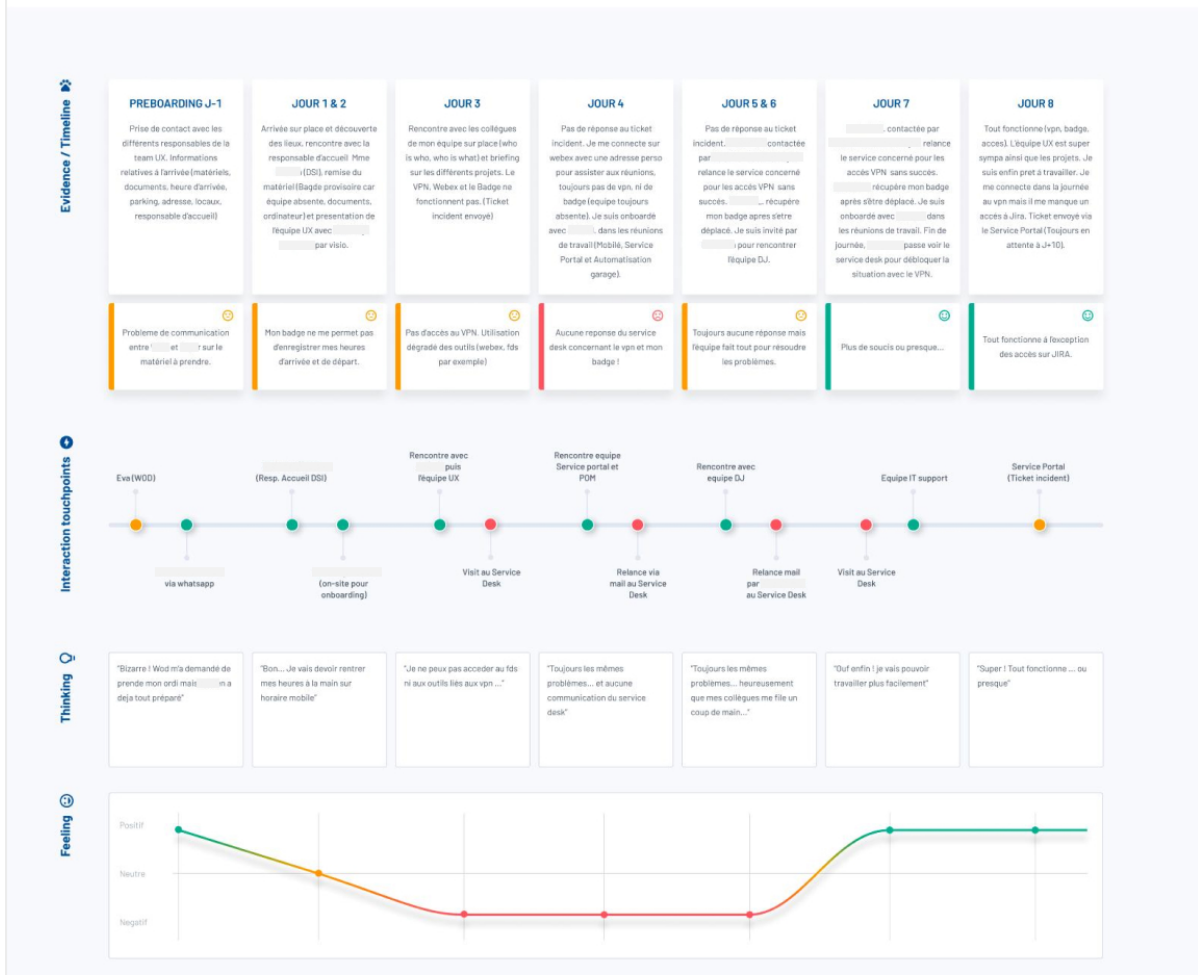 Evidence / Timeline
PREBOARDING J-1
Prise de contact avec les
différents responsables de la
team UX. Informations
relatives à l'arrivée (matériels,
documents, heure d'arrivée,
parking, adresse, locaux,
responsable d'accueil)
JOUR 1 & 2
Arrivée sur place et découverte
des lieux, rencontre avec la
responsable d'accueil Mme
(DSI), remise du
matériel (Bagde provisoire car
équipe absente, documents,
ordinateur) et presentation de
l'équipe UX avec
par visio.
JOUR 3
Rencontre avec les collègues
de mon équipe sur place (who
is who, who is what) et briefing
sur les différents projets. Le
VPN, Webex et le Badge ne
fonctionnent pas. (Ticket
incident envoyé)
JOUR 4
Pas de réponse au ticket
incident. Je me connecte sur
webex avec une adresse perso
pour assister aux réunions,
toujours pas de vpn, ni de
badge (equipe toujours
absente). Je suis onboardé
avec . dans les réunions
de travail (Mobilé, Service
Portal et Automatisation
garage).
JOUR 5 & 6
Pas de réponse au ticket
incident. contactée
par
relance le service concerné
pour les accés VPN sans
succés. récupère
mon badge apres s'etre
déplacé. Je suis invité par
pour rencontrer
l'équipe DJ.
JOUR 7
, contactée par
relance
le service concerné pour les
accés VPN sans succés.
récupère mon badge
après s'être déplacé. Je suis
onboardé avec dans
les réunions de travail. Fin de
journée, passe voir le
service desk pour débloquer la
situation avec le VPN.
JOUR 8
Tout fonctionne (vpn, badge,
acces). L'équipe UX est super
sympa ainsi que les projets. Je
suis enfin pret à travailler. Je
me connecte dans la journée
au vpn mais il me manque un
accés à Jira. Ticket envoyé via
le Service Portal (Toujours en
attente à J+10).
Probleme de communication
entre et r sur le
matériel à prendre.
Mon badge ne me permet pas
d'enregistrer mes heures
d'arrivée et de départ.
Pas d'accès au VPN. Utilisation
dégradé des outils (webex, fds
par exemple)
Aucune reponse du service
desk concernant le vpn et mon
badge !
Toujours aucune réponse mais
l'équipe fait tout pour résoudre
les problèmes.
Plus de soucis ou presque...
Tout fonctionne à l'exception
des accés sur JIRA.
Interaction touchpoints
Eva (WOD)
via whatsapp
(Resp. Accueil DSI)
(on-site pour
onboarding)
Rencontre avec
puis
l'équipe UX
Visit au Service
Desk
Rencontre equipe
Service portal et
POM
Relance via
mail au Service
Desk
Rencontre avec
equipe DJ
Relance mail
par
au Service Desk
Visit au Service
Desk
Equipe IT support
Service Portal
(Ticket incident)
Thinking
"Bizarre ! Wod m'a demandé de
prende mon ordi mais n a
deja tout préparé"
"Bon... Je vais devoir rentrer
mes heures à la main sur
horaire mobile"
"Je ne peux pas acceder au fds
ni aux outils liés aux vpn ..."
"Toujours les mêmes
problèmes... et aucune
communication du service
desk"
"Toujours les mêmes
problèmes... heureusement
que mes collègues me file un
coup de main..."
"Ouf enfin ! je vais pouvoir
travailler plus facilement"
"Super ! Tout fonctionne ... ou
presque"
Feeling
Positif
Neutre
Negatif